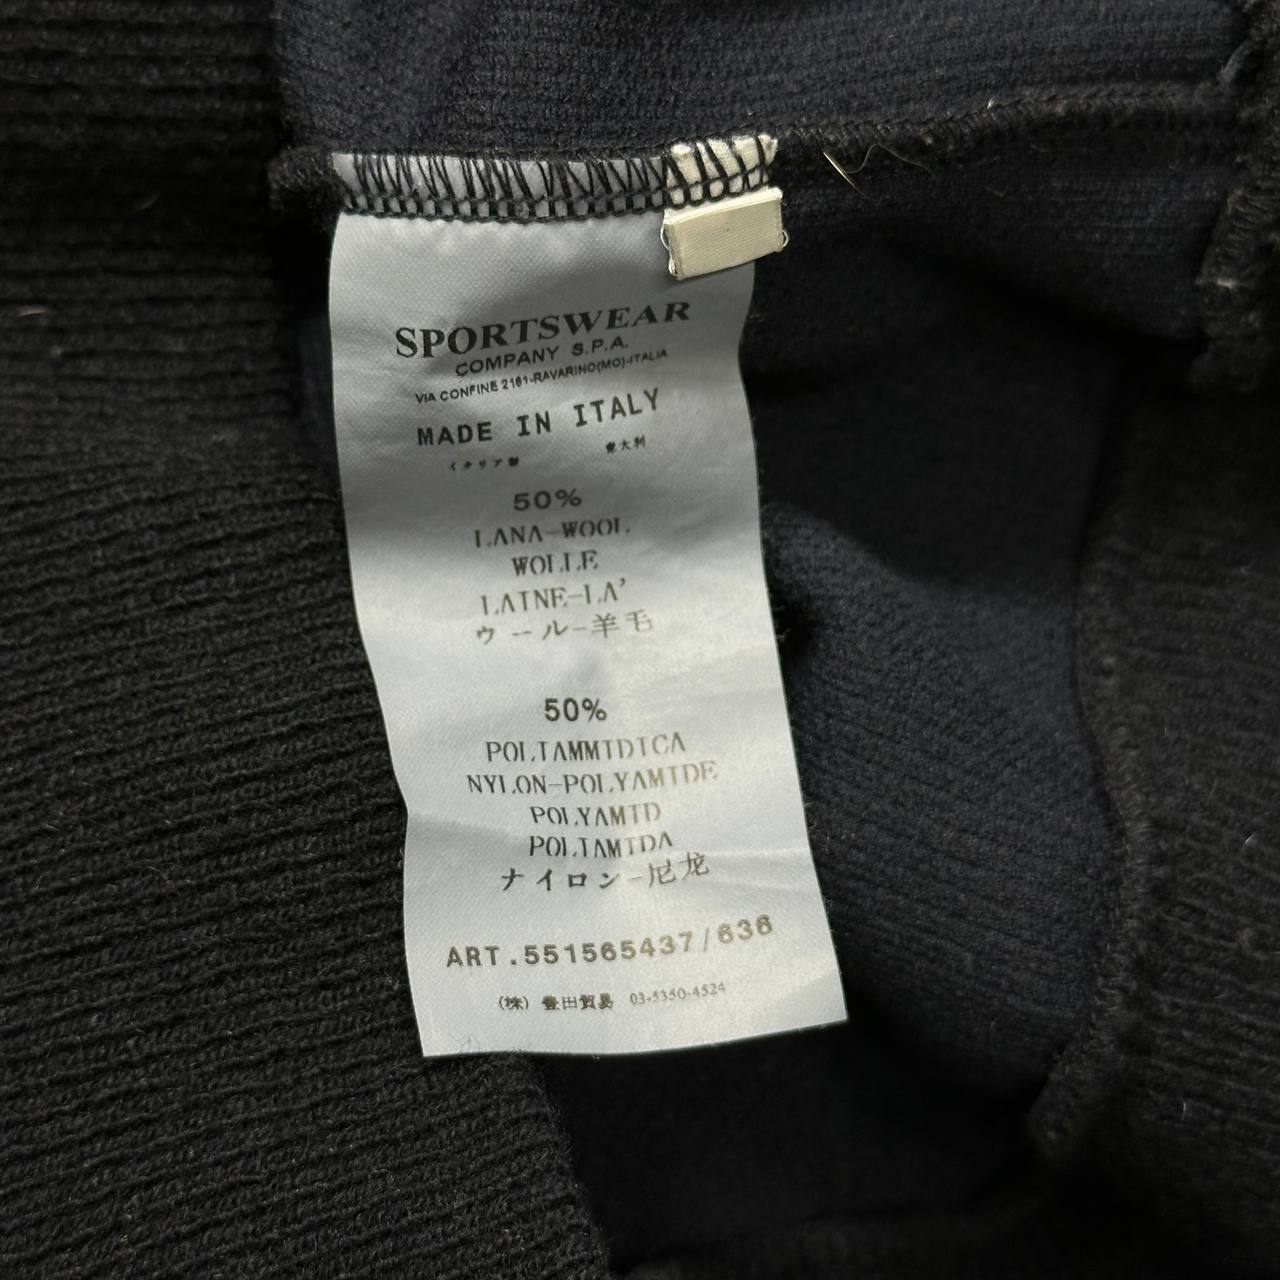 SPORTSWEAR
COMPANY S.P.A.
VIA CONFINE 2161-RAVARINO(MO)-ITALIA
MADE IN ITALY
イタリア製 意大利
50%
LANA-WOOL
WOLLE
LAINE-LA'
ウール-羊毛
50%
POLIAMMIDICA
NYLON-POLYAMIDE
POLYAMID
POLIAMIDA
ナイロン-尼龙
ART.551565437/636
(株) 豊田貿易 03-5350-4524